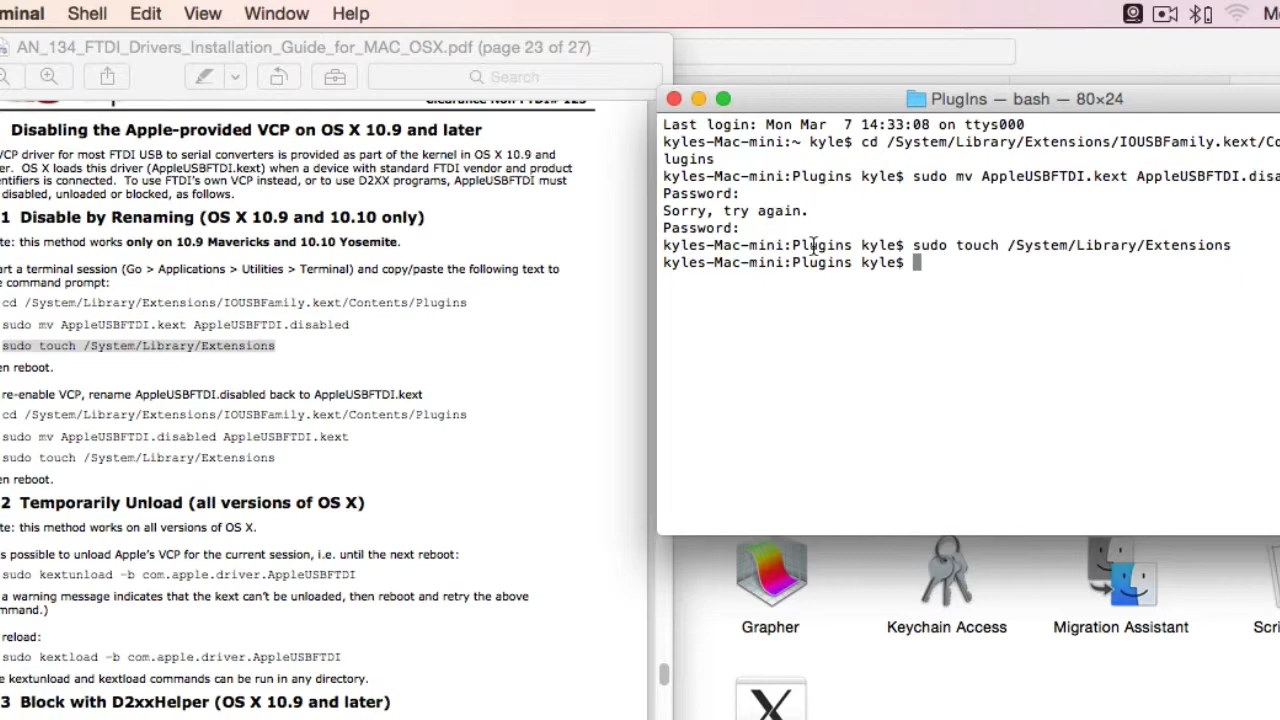 minal Shell Edit View Window Help
AN_134_FTDI_Drivers_Installation_Guide_for_MAC_OSX.pdf (page 23 of 27)
Search
Disabling the Apple-provided VCP on OS X 10.9 and later
VCP driver for most FTDI USB to serial converters is provided as part of the kernel in OS X 10.9 and
er. OS X loads this driver (AppleUSBFTDI.kext) when a device with standard FTDI vendor and product
entifiers is connected. To use FTDI's own VCP instead, or to use D2XX programs, AppleUSBFTDI must
disabled, unloaded or blocked, as follows.
1 Disable by Renaming (OS X 10.9 and 10.10 only)
te: this method works only on 10.9 Mavericks and 10.10 Yosemite.
art a terminal session (Go > Applications > Utilities > Terminal) and copy/paste the following text to
e command prompt:
cd /System/Library/Extensions/IOUSBFamily.kext/Contents/Plugins
sudo mv AppleUSBFTDI.kext AppleUSBFTDI.disabled
sudo touch /System/Library/Extensions
en reboot.
re-enable VCP, rename AppleUSBFTDI.disabled back to AppleUSBFTDI.kext
cd /System/Library/Extensions/IOUSBFamily.kext/Contents/Plugins
sudo mv AppleUSBFTDI.disabled AppleUSBFTDI.kext
sudo touch /System/Library/Extensions
en reboot.
2 Temporarily Unload (all versions of OS X)
te: this method works on all versions of OS X.
s possible to unload Apple's VCP for the current session, i.e. until the next reboot:
sudo kextunload -b com.apple.driver.AppleUSBFTDI
a warning message indicates that the kext can't be unloaded, then reboot and retry the above
mmand.)
reload:
sudo kextload -b com.apple.driver.AppleUSBFTDI
e kextunload and kextload commands can be run in any directory.
3 Block with D2xxHelper (OS X 10.9 and later)
PlugIns — bash — 80×24
Last login: Mon Mar  7 14:33:08 on ttys000
kyles-Mac-mini:~ kyle$ cd /System/Library/Extensions/IOUSBFamily.kext/Co
lugins
kyles-Mac-mini:Plugins kyle$ sudo mv AppleUSBFTDI.kext AppleUSBFTDI.disa
Password:
Sorry, try again.
Password:
kyles-Mac-mini:Plugins kyle$ sudo touch /System/Library/Extensions
kyles-Mac-mini:Plugins kyle$
Grapher
Keychain Access
Migration Assistant
Scri